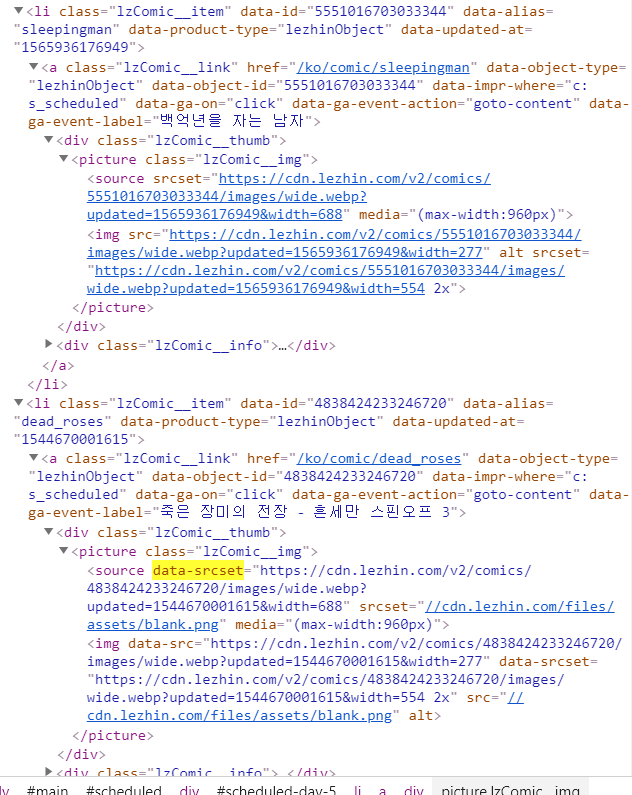 <li class="lzComic__item" data-id="5551016703033344" data-alias=
"sleepingman" data-product-type="lezhinObject" data-updated-at=
"1565936176949">
<a class="lzComic__link" href="/ko/comic/sleepingman" data-object-type=
"lezhinObject" data-object-id="5551016703033344" data-impr-where="c:
s_scheduled" data-ga-on="click" data-ga-event-action="goto-content" data-
ga-event-label="백억년을 자는 남자">
<div class="lzComic__thumb">
<picture class="lzComic__img">
<source srcset="https://cdn.lezhin.com/v2/comics/
5551016703033344/images/wide.webp?
updated=1565936176949&width=688" media="(max-width:960px)">
<img src="https://cdn.lezhin.com/v2/comics/5551016703033344/
images/wide.webp?updated=1565936176949&width=277" alt srcset=
"https://cdn.lezhin.com/v2/comics/5551016703033344/images/
wide.webp?updated=1565936176949&width=554 2x">
</picture>
</div>
<div class="lzComic__info">…</div>
</a>
</li>
<li class="lzComic__item" data-id="4838424233246720" data-alias=
"dead_roses" data-product-type="lezhinObject" data-updated-at=
"1544670001615">
<a class="lzComic__link" href="/ko/comic/dead_roses" data-object-type=
"lezhinObject" data-object-id="4838424233246720" data-impr-where="c:
s_scheduled" data-ga-on="click" data-ga-event-action="goto-content" data-
ga-event-label="죽은 장미의 전장 - 흔세만 스핀오프 3">
<div class="lzComic__thumb">
<picture class="lzComic__img">
<source data-srcset="https://cdn.lezhin.com/v2/comics/
4838424233246720/images/wide.webp?
updated=1544670001615&width=688" srcset="//cdn.lezhin.com/files/
assets/blank.png" media="(max-width:960px)">
<img data-src="https://cdn.lezhin.com/v2/comics/4838424233246720/
images/wide.webp?updated=1544670001615&width=277" data-srcset=
"https://cdn.lezhin.com/v2/comics/4838424233246720/images/
wide.webp?updated=1544670001615&width=554 2x" src="//
cdn.lezhin.com/files/assets/blank.png" alt>
</picture>
</div>
<div class="lzComic__info"> </div>
#main #scheduled div #scheduled-day-5 li a div picture.lzComic__img